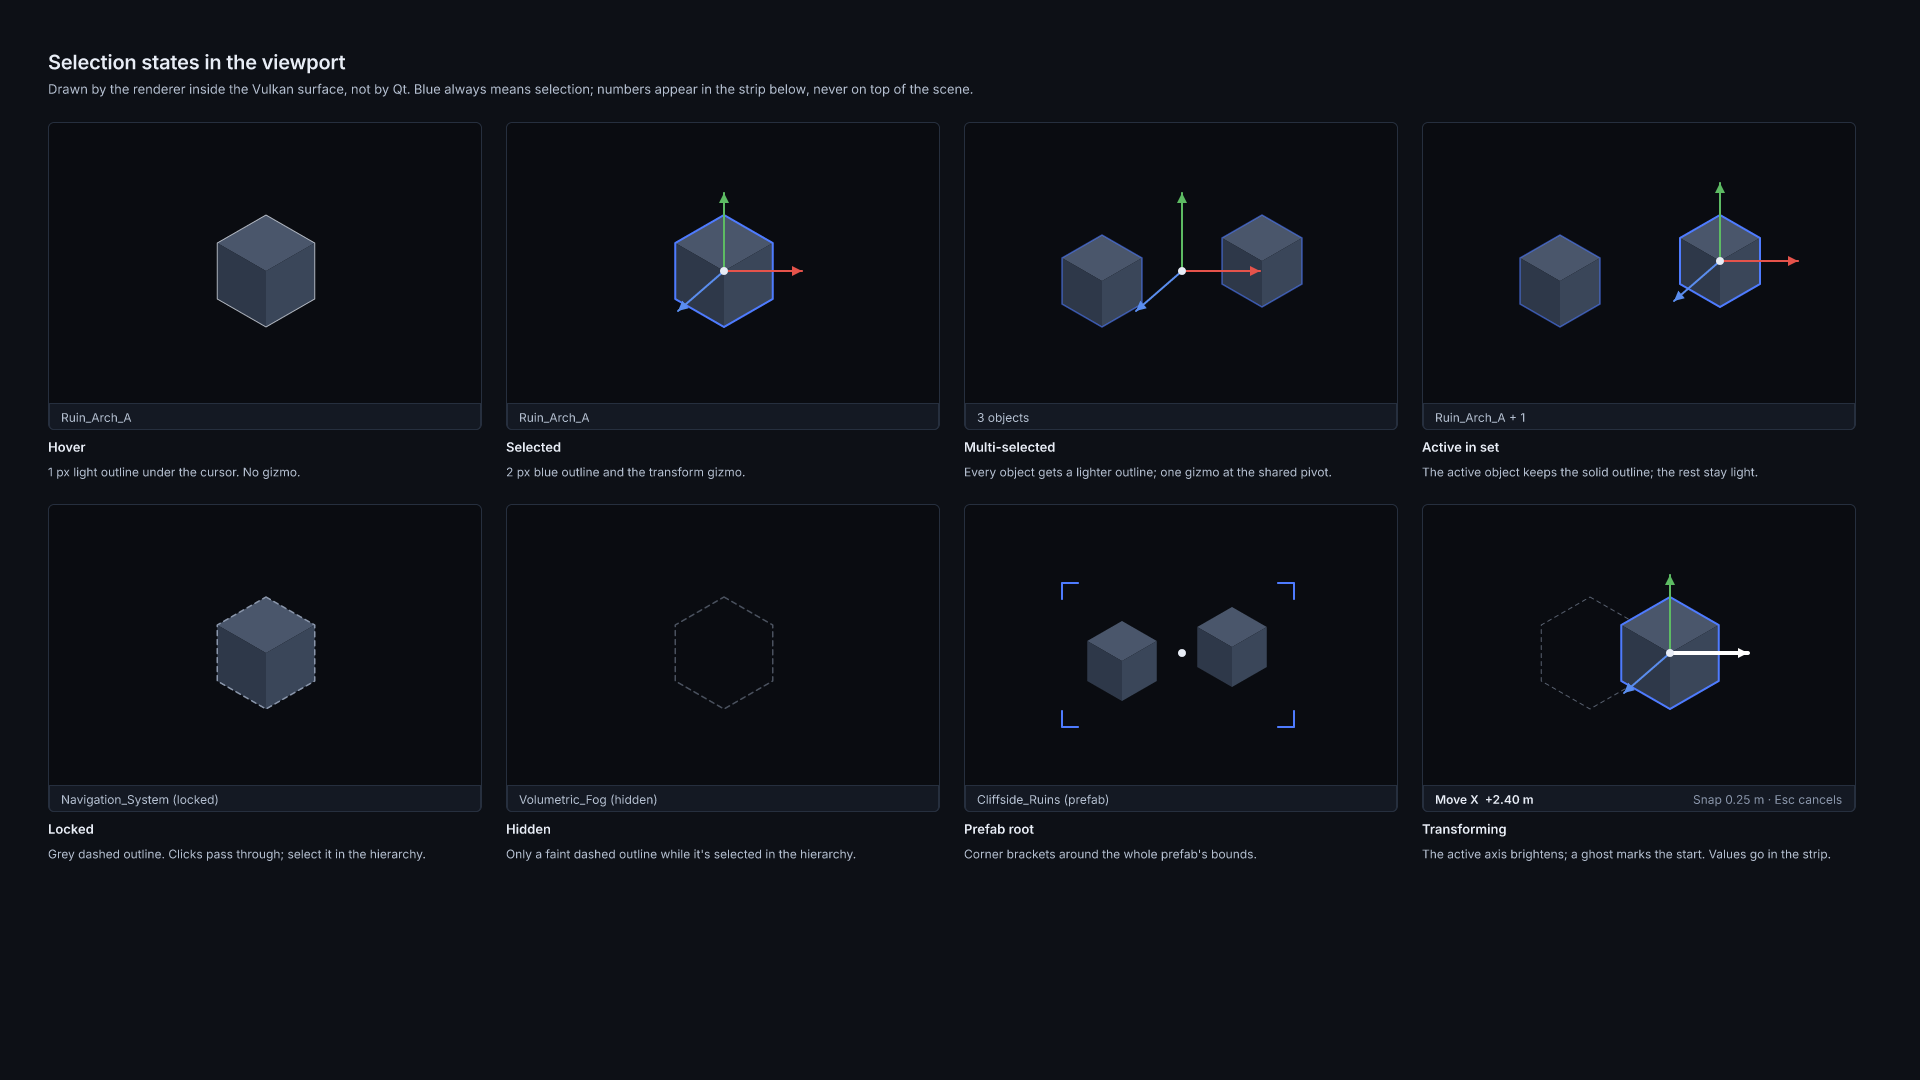 Selection states in the viewport
Drawn by the renderer inside the Vulkan surface, not by Qt. Blue always means selection; numbers appear in the strip below, never on top of the scene.
Ruin_Arch_A
Hover
1 px light outline under the cursor. No gizmo.
Ruin_Arch_A
Selected
2 px blue outline and the transform gizmo.
3 objects
Multi-selected
Every object gets a lighter outline; one gizmo at the shared pivot.
Ruin_Arch_A + 1
Active in set
The active object keeps the solid outline; the rest stay light.
Navigation_System (locked)
Locked
Grey dashed outline. Clicks pass through; select it in the hierarchy.
Volumetric_Fog (hidden)
Hidden
Only a faint dashed outline while it's selected in the hierarchy.
Cliffside_Ruins (prefab)
Prefab root
Corner brackets around the whole prefab's bounds.
Move X +2.40 m
Snap 0.25 m · Esc cancels
Transforming
The active axis brightens; a ghost marks the start. Values go in the strip.